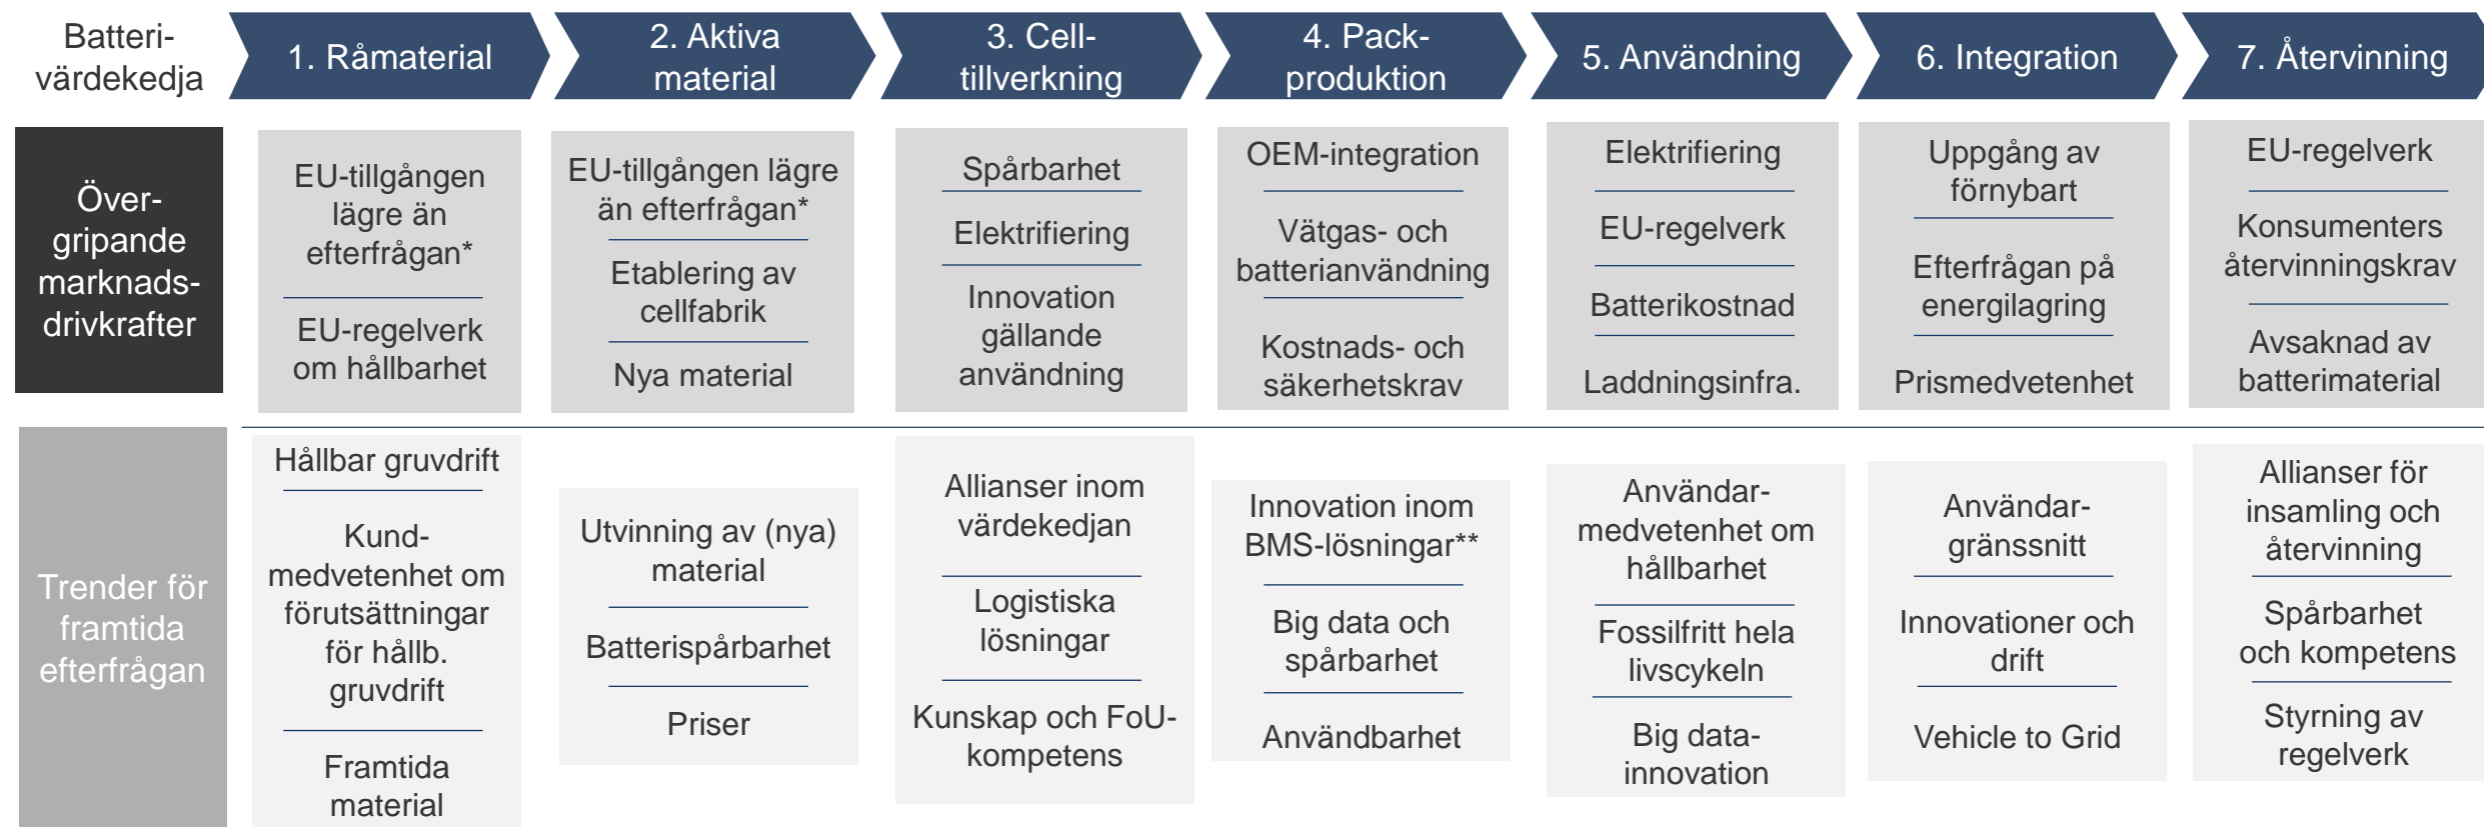 Batteri-
värdekedja
1. Råmaterial
2. Aktiva
material
3. Cell-
tillverkning
4. Pack-
produktion
5. Användning
6. Integration
7. Återvinning
Över-
gripande
marknads-
drivkrafter
EU-tillgången
lägre än
efterfrågan*
EU-regelverk
om hållbarhet
EU-tillgången lägre
än efterfrågan*
Etablering av
cellfabrik
Nya material
Spårbarhet
Elektrifiering
Innovation
gällande
användning
OEM-integration
Vätgas- och
batterianvändning
Kostnads- och
säkerhetskrav
Elektrifiering
EU-regelverk
Batterikostnad
Laddningsinfra.
Uppgång av
förnybart
Efterfrågan på
energilagring
Prismedvetenhet
EU-regelverk
Konsumenters
återvinningskrav
Avsaknad av
batterimaterial
Trender för
framtida
efterfrågan
Hållbar gruvdrift
Kund-
medvetenhet om
förutsättningar
för hållb.
gruvdrift
Framtida
material
Utvinning av (nya)
material
Batterispårbarhet
Priser
Allianser inom
värdekedjan
Logistiska
lösningar
Kunskap och FoU-
kompetens
Innovation inom
BMS-lösningar**
Big data och
spårbarhet
Användbarhet
Användar-
medvetenhet om
hållbarhet
Fossilfritt hela
livscykeln
Big data-
innovation
Användar-
gränssnitt
Innovationer och
drift
Vehicle to Grid
Allianser för
insamling och
återvinning
Spårbarhet
och kompetens
Styrning av
regelverk